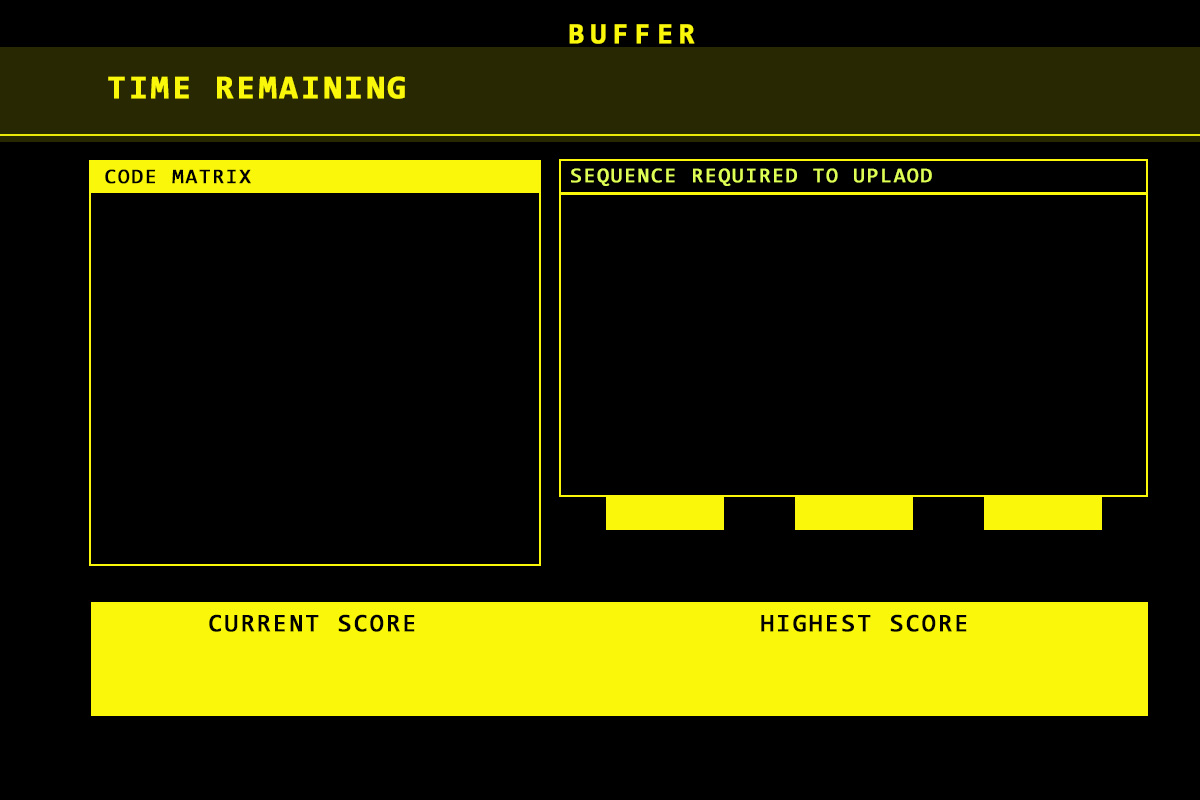 BUFFER
TIME REMAINING
CODE MATRIX
SEQUENCE REQUIRED TO UPLAOD
CURRENT SCORE
HIGHEST SCORE